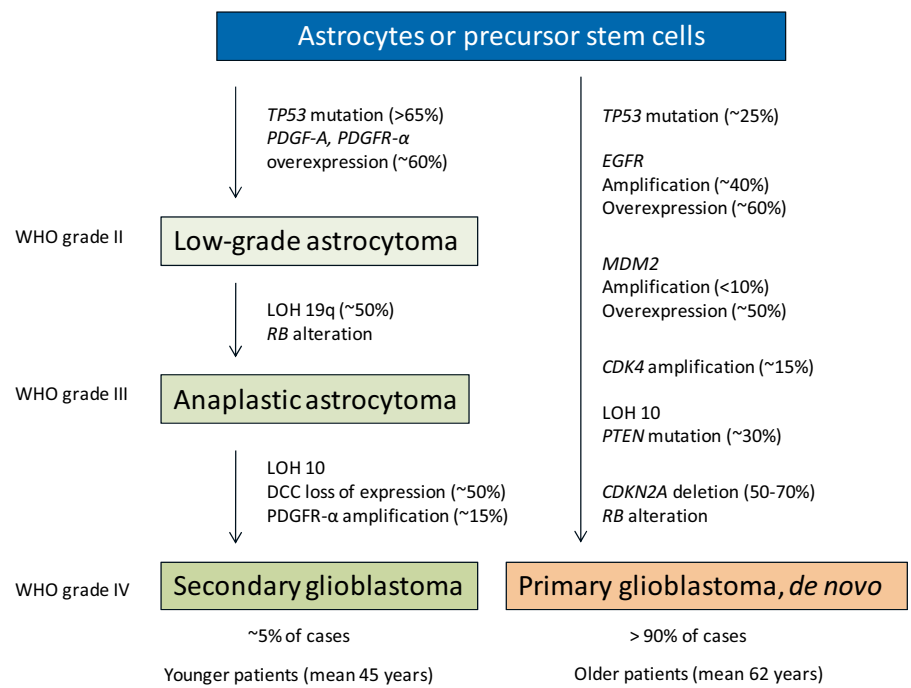 Astrocytes or precursor stem cells
TP53 mutation (>65%)
PDGF-A, PDGFR-α
overexpression (~60%)
WHO grade II
Low-grade astrocytoma
LOH 19q (~50%)
RB alteration
WHO grade III
Anaplastic astrocytoma
LOH 10
DCC loss of expression (~50%)
PDGFR-α amplification (~15%)
WHO grade IV
Secondary glioblastoma
~5% of cases
Younger patients (mean 45 years)
TP53 mutation (~25%)
EGFR
Amplification (~40%)
Overexpression (~60%)
MDM2
Amplification (<10%)
Overexpression (~50%)
CDK4 amplification (~15%)
LOH 10
PTEN mutation (~30%)
CDKN2A deletion (50-70%)
RB alteration
Primary glioblastoma, de novo
> 90% of cases
Older patients (mean 62 years)